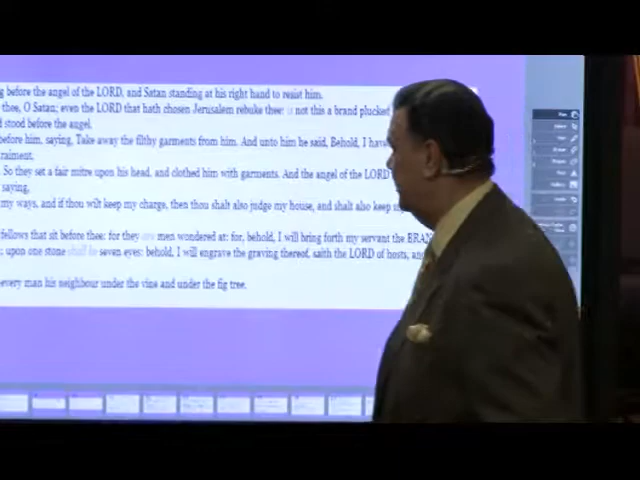 before the angel of the LORD, and Satan standing at his right hand to resist him.
thee, O Satan; even the LORD that hath chosen Jerusalem rebuke thee: is not this a brand plucked
stood before the angel.
before him, saying, Take away the filthy garments from him. And unto him he said, Behold, I have
raiment.
So they set a fair mitre upon his head, and clothed him with garments. And the angel of the LORD
saying,
my ways, and if thou wilt keep my charge, then thou shalt also judge my house, and shalt also keep
fellows that sit before thee: for they are men wondered at: for, behold, I will bring forth my servant the BRAN
upon one stone shall be seven eyes: behold, I will engrave the graving thereof, saith the LORD of hosts, and
every man his neighbour under the vine and under the fig tree.